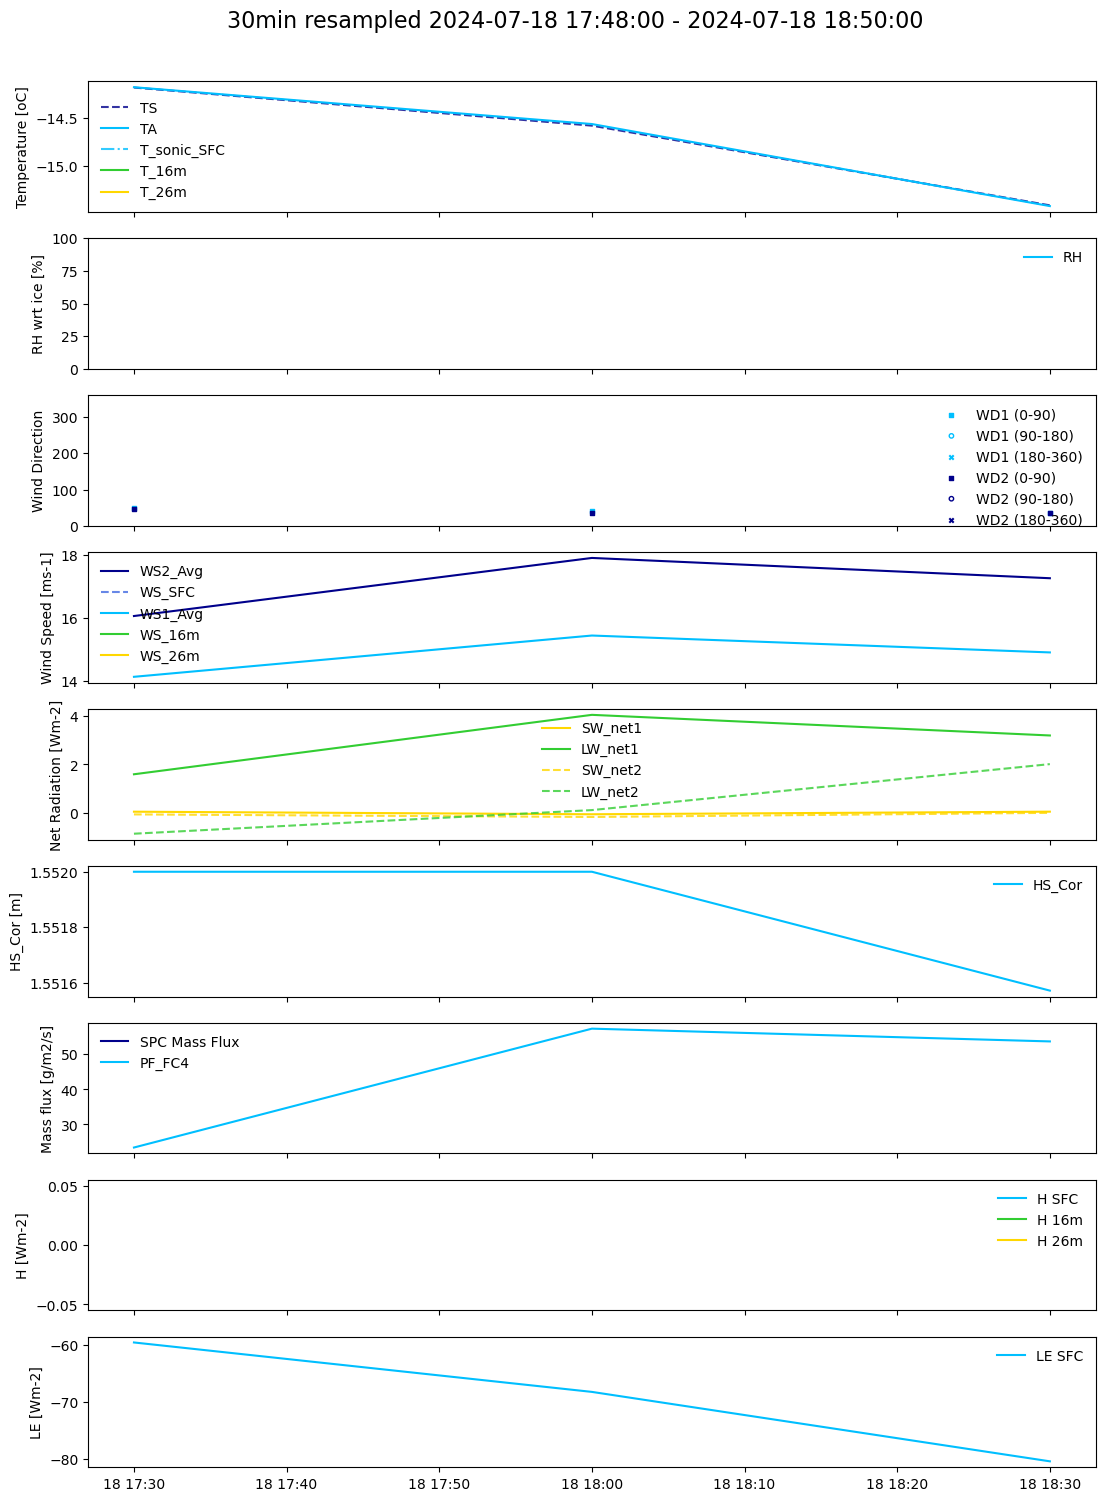 30min resampled 2024-07-18 17:48:00 - 2024-07-18 18:50:00
Temperature [oC]
−14.5
−15.0
TS
TA
T_sonic_SFC
T_16m
T_26m
RH wrt ice [%]
100
75
50
25
0
RH
Wind Direction
300
200
100
0
WD1 (0-90)
WD1 (90-180)
WD1 (180-360)
WD2 (0-90)
WD2 (90-180)
WD2 (180-360)
Wind Speed [ms-1]
18
16
14
WS2_Avg
WS_SFC
WS1_Avg
WS_16m
WS_26m
Net Radiation [Wm-2]
4
2
0
SW_net1
LW_net1
SW_net2
LW_net2
HS_Cor [m]
1.5520
1.5518
1.5516
HS_Cor
Mass flux [g/m2/s]
50
40
30
SPC Mass Flux
PF_FC4
H [Wm-2]
0.05
0.00
−0.05
H SFC
H 16m
H 26m
LE [Wm-2]
−60
−70
−80
LE SFC
18 17:30 18 17:40 18 17:50 18 18:00 18 18:10 18 18:20 18 18:30